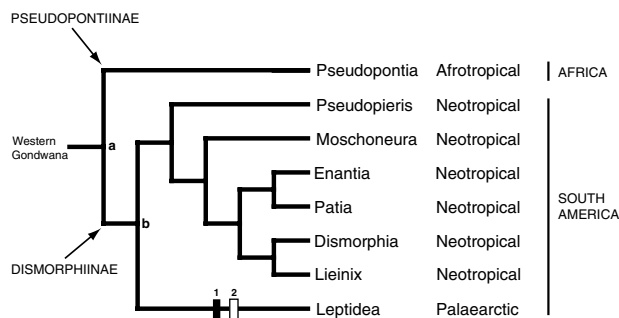 PSEUDOPONTIINAE
Pseudopontia Afrotropical AFRICA
Pseudopieris Neotropical
Western
Gondwana
a
Moschoneura Neotropical
Enantia Neotropical
Patia Neotropical
SOUTH
AMERICA
b
Dismorphia Neotropical
DISMORPHIINAE
Lieinix Neotropical
1 2
Leptidea Palaearctic